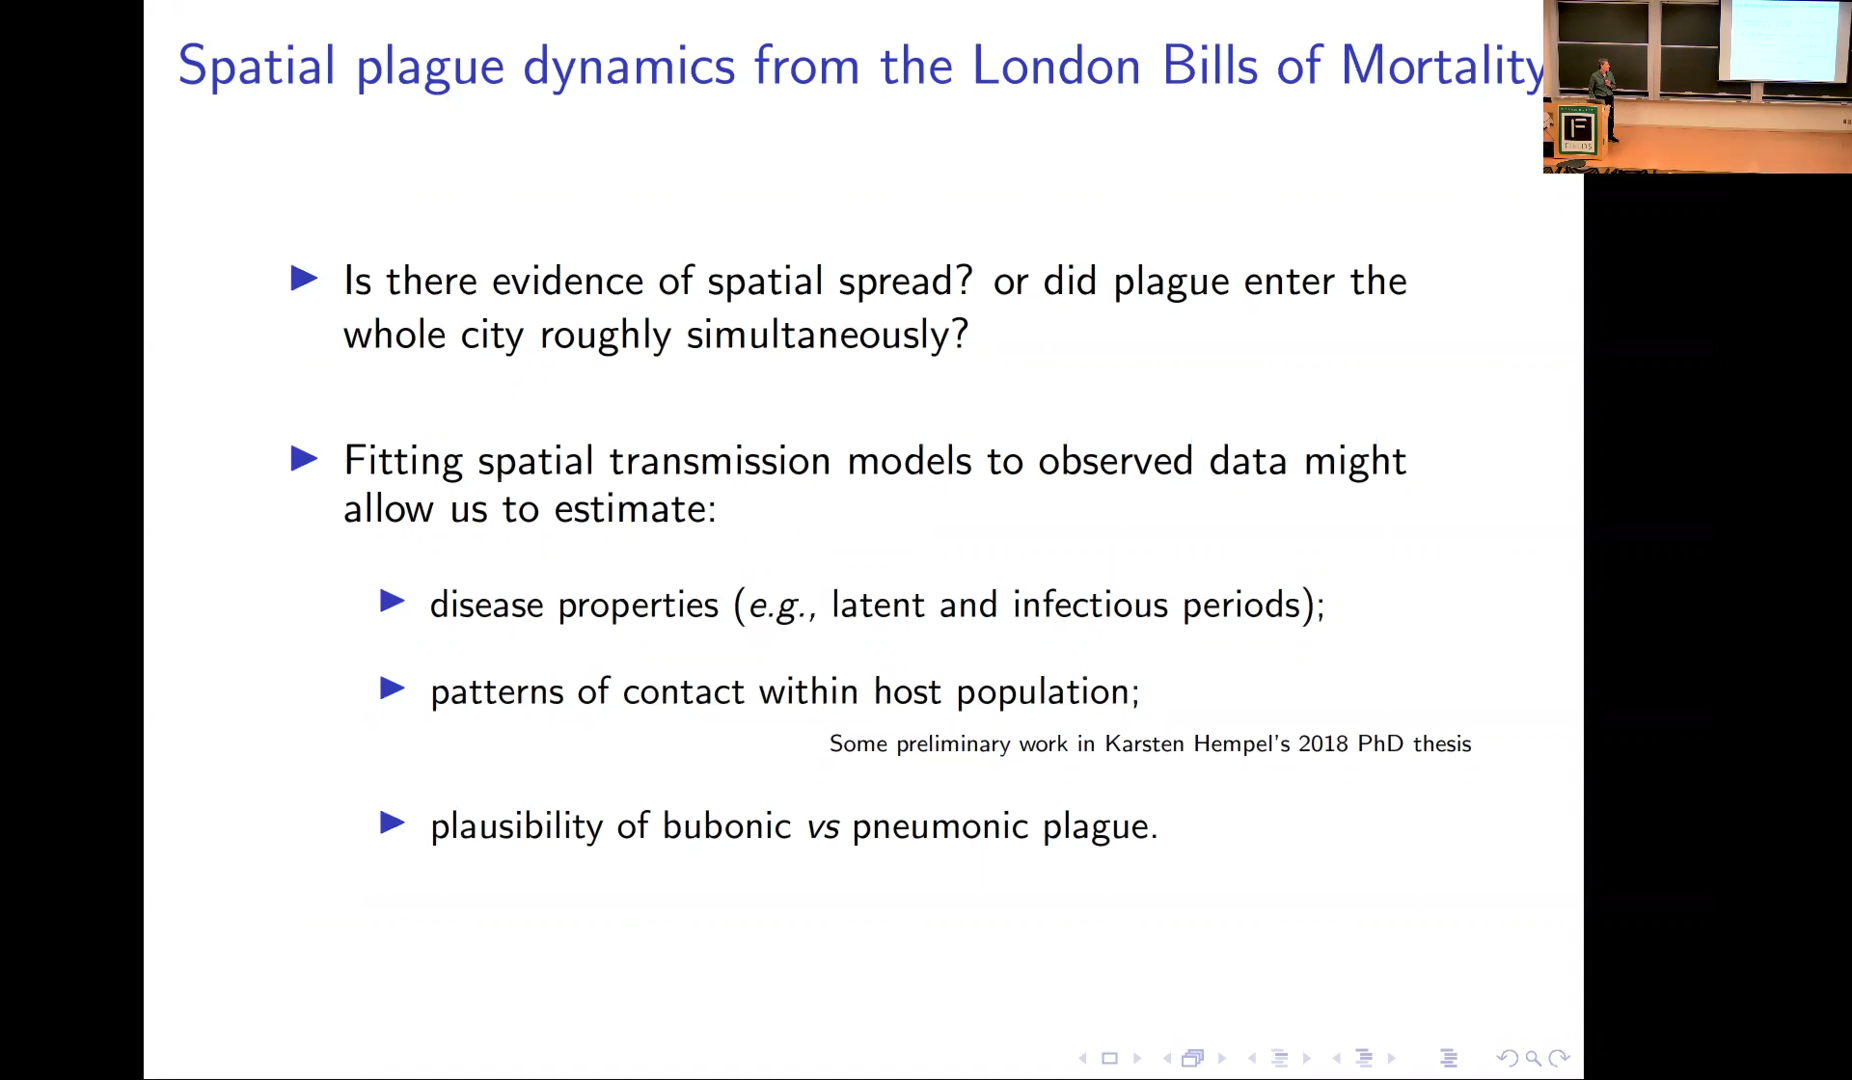 Spatial plague dynamics from the London Bills of Mortality
Is there evidence of spatial spread? or did plague enter the
whole city roughly simultaneously?
Fitting spatial transmission models to observed data might
allow us to estimate:
disease properties (e.g., latent and infectious periods);
patterns of contact within host population;
Some preliminary work in Karsten Hempel's 2018 PhD thesis
plausibility of bubonic vs pneumonic plague.
F
FIELDS